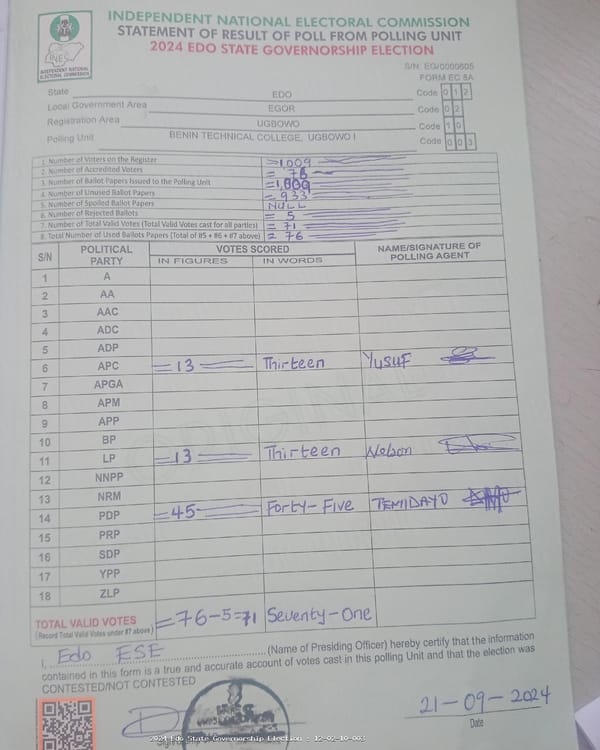 INDEPENDENT NATIONAL ELECTORAL COMMISSION
STATEMENT OF RESULT OF POLL FROM POLLING UNIT
2024 EDO STATE GOVERNORSHIP ELECTION
INEC
INDEPENDENT NATIONAL ELECTORAL COMMISSION
S/N: EG/0000605
FORM EC 8A
State EDO Code 0 1 2
Local Government Area EGOR Code 0 2
Registration Area UGBOWO Code 1 0
Polling Unit BENIN TECHNICAL COLLEGE, UGBOWO I Code 0 0 3
1. Number of Voters on the Register =1,009
2. Number of Accredited Voters = 76
3. Number of Ballot Papers Issued to the Polling Unit =1,009
4. Number of Unused Ballot Papers = 933
5. Number of Spoiled Ballot Papers NULL
6. Number of Rejected Ballots = 5
7. Number of Total Valid Votes (Total Valid Votes cast for all parties) = 71
8. Total Number of Used Ballots Papers (Total of #5 + #6 + #7 above) = 76
S/N POLITICAL PARTY VOTES SCORED NAME/SIGNATURE OF POLLING AGENT
IN FIGURES IN WORDS
1 A
2 AA
3 AAC
4 ADC
5 ADP
6 APC =13 Thirteen Yusuf
7 APGA
8 APM
9 APP
10 BP
11 LP =13 Thirteen Nelson
12 NNPP
13 NRM
14 PDP =45 Forty-Five TEMIDAYO
15 PRP
16 SDP
17 YPP
18 ZLP
TOTAL VALID VOTES =76-5=71 Seventy-One
(Record Total Valid Votes under #7 above)
I, Edo ESE (Name of Presiding Officer) hereby certify that the information
contained in this form is a true and accurate account of votes cast in this polling Unit and that the election was
CONTESTED/NOT CONTESTED
21-09-2024
Date
2024 Edo State Governorship Election : 12-02-10-003